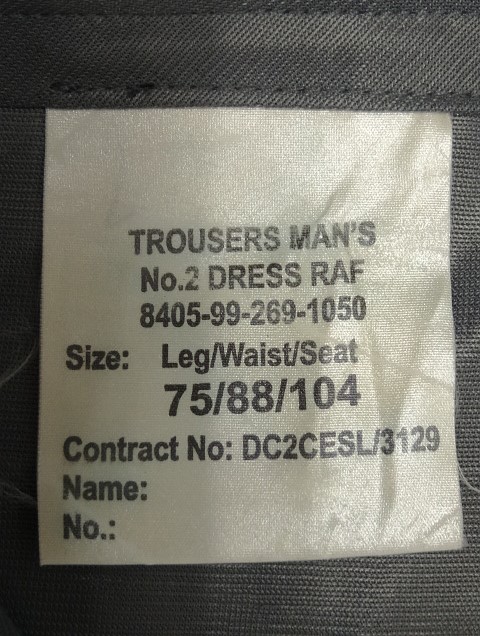 TROUSERS MAN'S
No.2 DRESS RAF
8405-99-269-1050
Size: Leg/Waist/Seat
75/88/104
Contract No: DC2CESL/3129
Name:
No.: